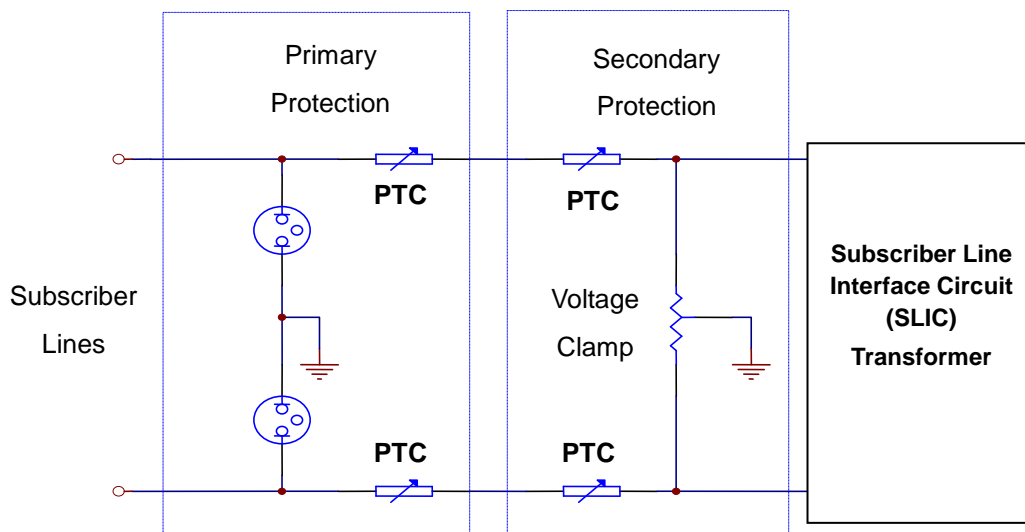 Primary
Protection
Secondary
Protection
PTC
PTC
Subscriber
Lines
Voltage
Clamp
Subscriber Line
Interface Circuit
(SLIC)
Transformer
PTC
PTC